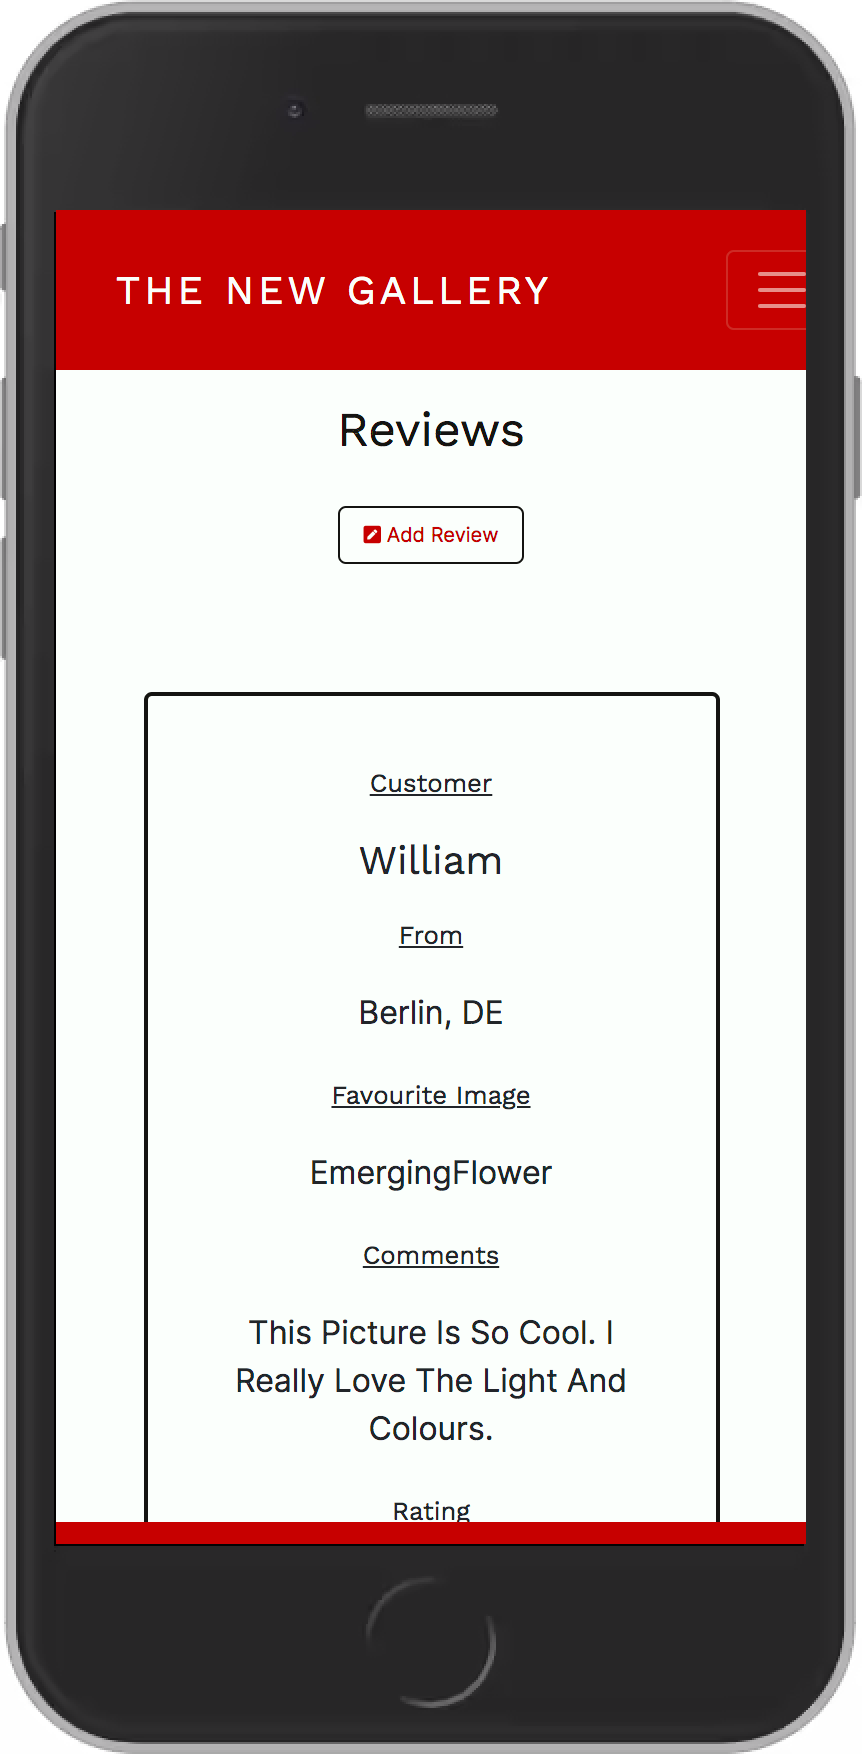 THE NEW GALLERY
Reviews
Add Review
Customer
William
From
Berlin, DE
Favourite Image
EmergingFlower
Comments
This Picture Is So Cool. I
Really Love The Light And
Colours.
Rating